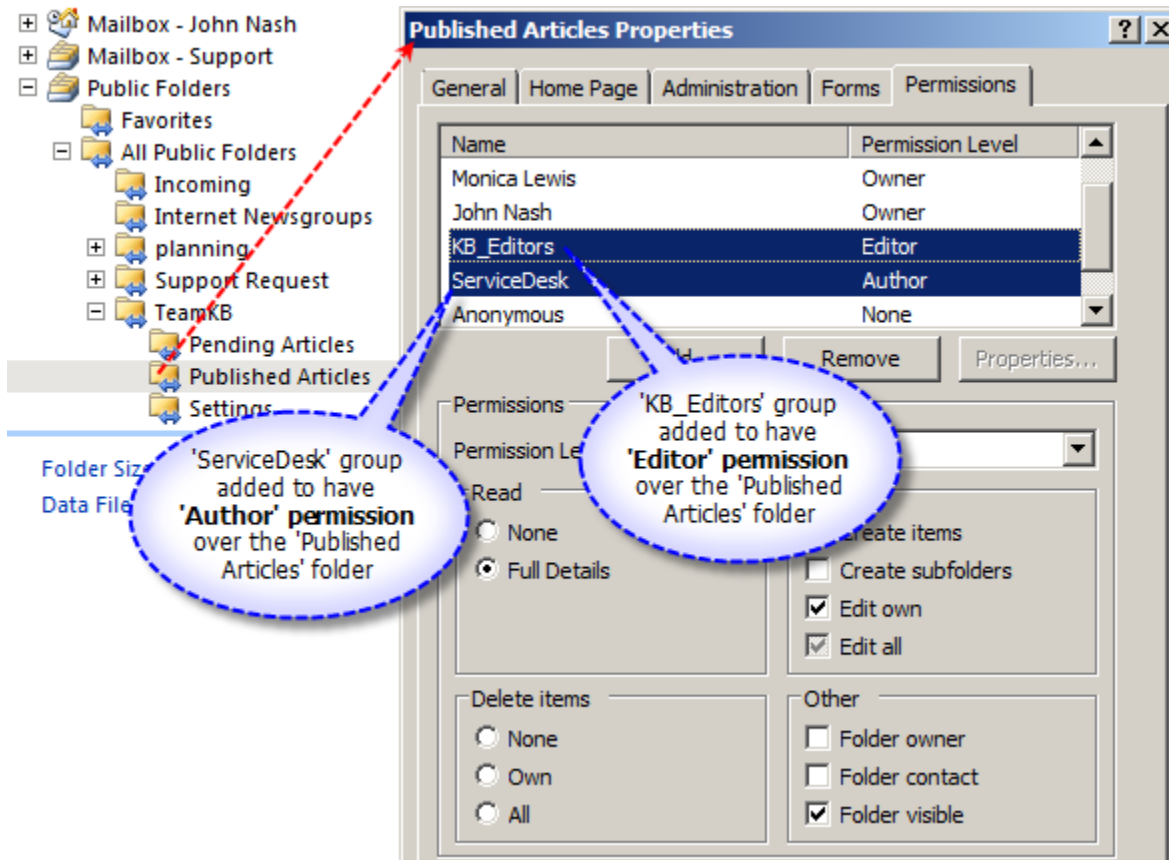 Mailbox - John Nash
Mailbox - Support
Public Folders
Favorites
All Public Folders
Incoming
Internet Newsgroups
planning
Support Request
TeamKB
Pending Articles
Published Articles
Settings
Folder Siz
Data File
Published Articles Properties
General Home Page Administration Forms Permissions
Name Permission Level
Monica Lewis Owner
John Nash Owner
KB_Editors Editor
ServiceDesk Author
Anonymous None
Remove Properties...
Permissions
Permission Le
Read
None
Full Details
Create items
Create subfolders
Edit own
Edit all
Delete items
None
Own
All
Other
Folder owner
Folder contact
Folder visible
'ServiceDesk' group
added to have
'Author' permission
over the 'Published
Articles' folder
'KB_Editors' group
added to have
'Editor' permission
over the 'Published
Articles' folder